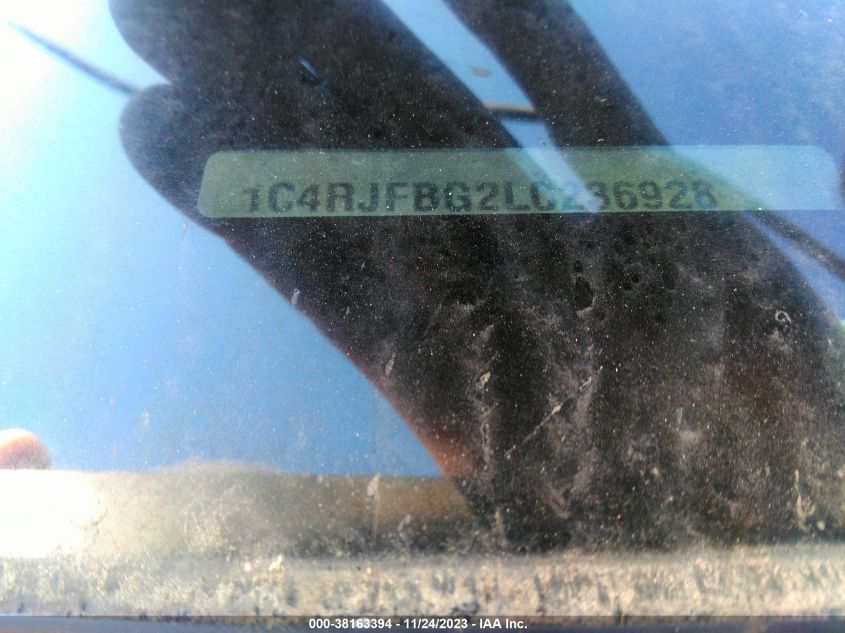 1C4RJFBG2LC236928
000-38163394 - 11/24/2023 - IAA Inc.